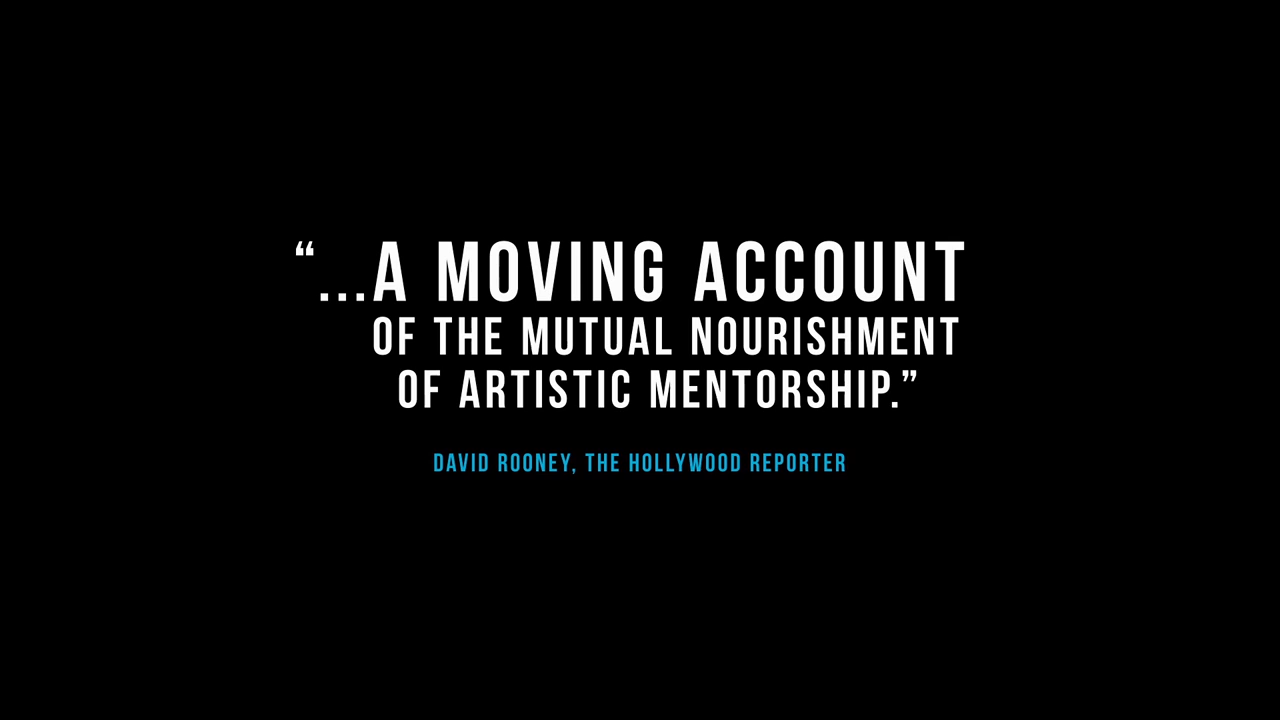 “...A MOVING ACCOUNT
OF THE MUTUAL NOURISHMENT
OF ARTISTIC MENTORSHIP.”
DAVID ROONEY, THE HOLLYWOOD REPORTER